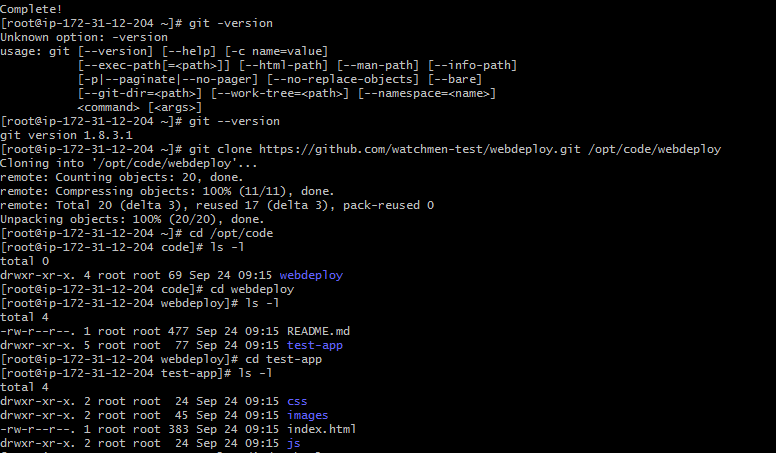 Complete!
[root@ip-172-31-12-204 ~]# git -version
Unknown option: -version
usage: git [--version] [--help] [-c name=value]
           [--exec-path[=<path>]] [--html-path] [--man-path] [--info-path]
           [-p|--paginate|--no-pager] [--no-replace-objects] [--bare]
           [--git-dir=<path>] [--work-tree=<path>] [--namespace=<name>]
           <command> [<args>]
[root@ip-172-31-12-204 ~]# git --version
git version 1.8.3.1
[root@ip-172-31-12-204 ~]# git clone https://github.com/watchmen-test/webdeploy.git /opt/code/webdeploy
Cloning into '/opt/code/webdeploy'...
remote: Counting objects: 20, done.
remote: Compressing objects: 100% (11/11), done.
remote: Total 20 (delta 3), reused 17 (delta 3), pack-reused 0
Unpacking objects: 100% (20/20), done.
[root@ip-172-31-12-204 ~]# cd /opt/code
[root@ip-172-31-12-204 code]# ls -l
total 0
drwxr-xr-x. 4 root root 69 Sep 24 09:15 webdeploy
[root@ip-172-31-12-204 code]# cd webdeploy
[root@ip-172-31-12-204 webdeploy]# ls -l
total 4
-rw-r--r--. 1 root root 477 Sep 24 09:15 README.md
drwxr-xr-x. 5 root root  77 Sep 24 09:15 test-app
[root@ip-172-31-12-204 webdeploy]# cd test-app
[root@ip-172-31-12-204 test-app]# ls -l
total 4
drwxr-xr-x. 2 root root  24 Sep 24 09:15 css
drwxr-xr-x. 2 root root  45 Sep 24 09:15 images
-rw-r--r--. 1 root root 383 Sep 24 09:15 index.html
drwxr-xr-x. 2 root root  24 Sep 24 09:15 js